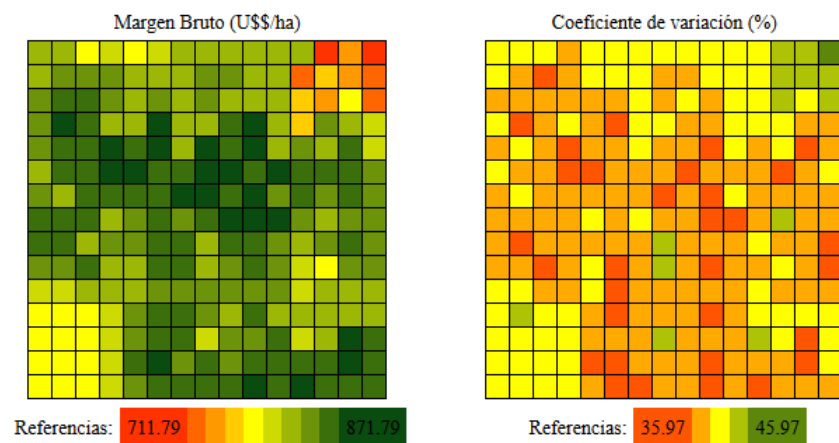 Margen Bruto (U$$/ha)
Coeficiente de variación (%)
Referencias: 711.79 871.79
Referencias: 35.97 45.97